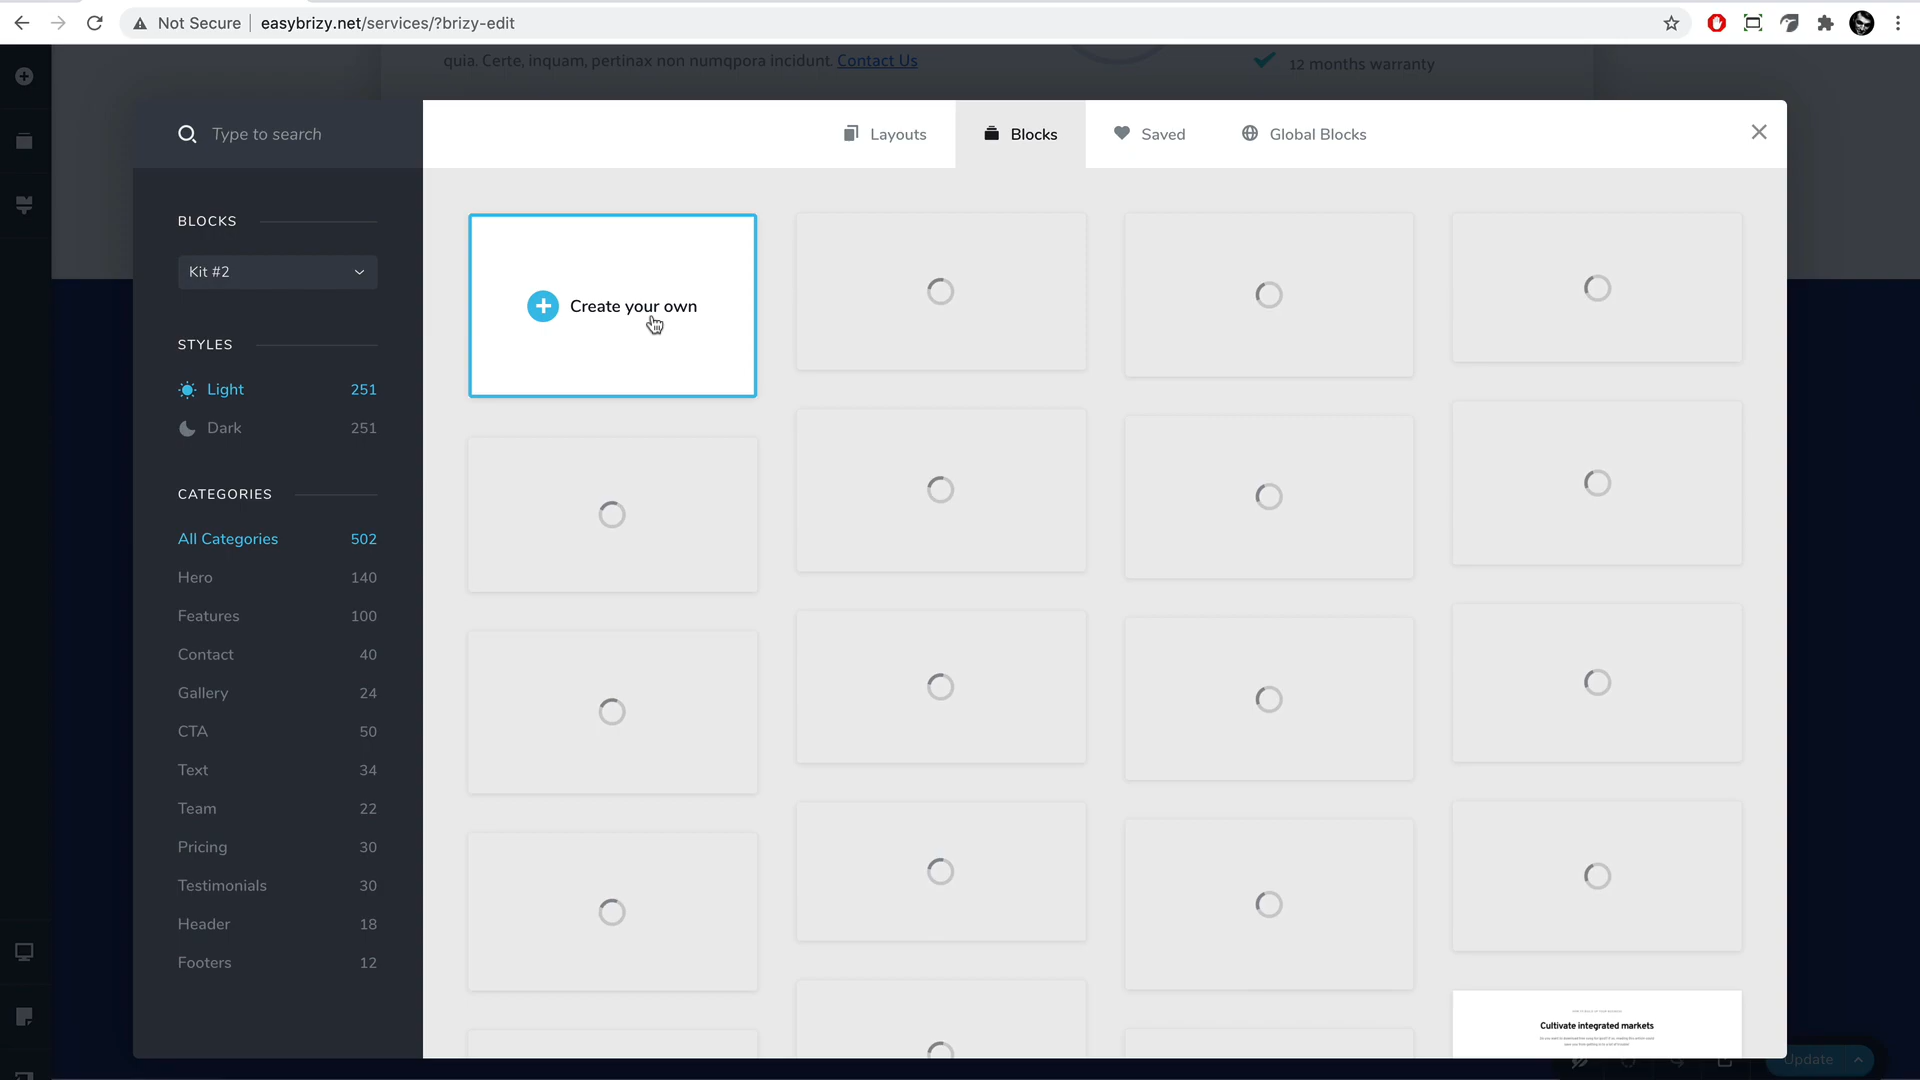 Not Secure
easybrizy.net/services/?brizy-edit
quia. Certe, inquam, pertinax non numqpora incidunt. Contact Us
12 months warranty
Type to search
Layouts
Blocks
Saved
Global Blocks
BLOCKS
Kit #2
STYLES
Light 251
Dark 251
CATEGORIES
All Categories 502
Hero 140
Features 100
Contact 40
Gallery 24
CTA 50
Text 34
Team 22
Pricing 30
Testimonials 30
Header 18
Footers 12
Create your own
Cultivate integrated markets
Update